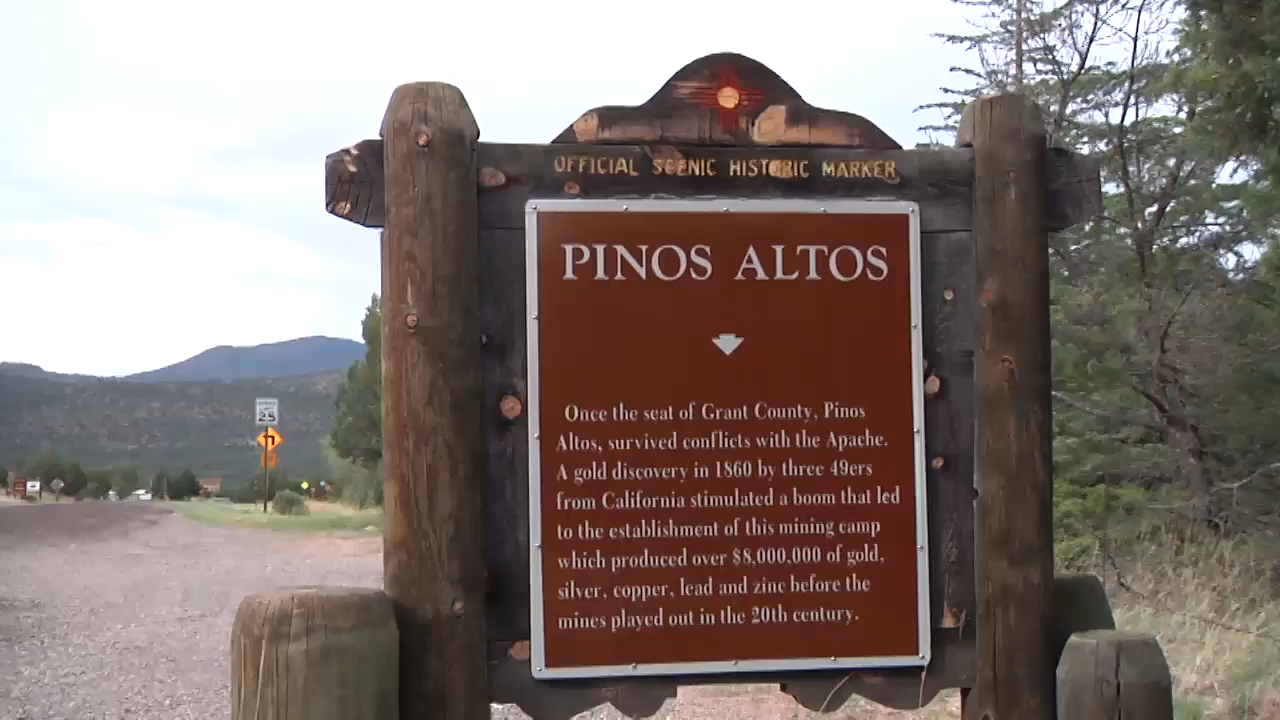 OFFICIAL SCENIC HISTORIC MARKER
PINOS ALTOS
Once the seat of Grant County, Pinos
Altos, survived conflicts with the Apache.
A gold discovery in 1860 by three 49ers
from California stimulated a boom that led
to the establishment of this mining camp
which produced over $8,000,000 of gold,
silver, copper, lead and zinc before the
mines played out in the 20th century.
25